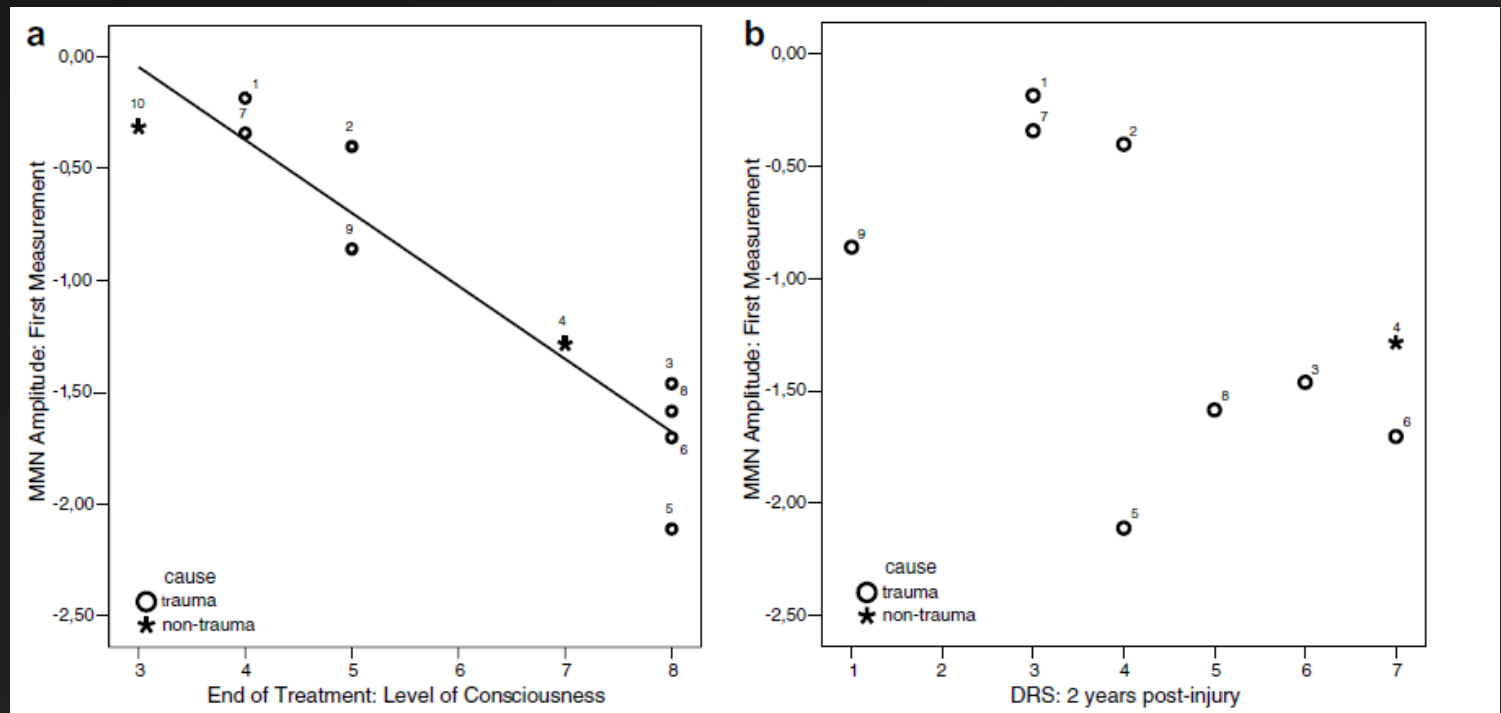 a
0,00
-0,50
-1,00
-1,50
-2,00
-2,50
MMN Amplitude: First Measurement
10
1
7
2
9
4
3
8
6
5
cause
trauma
non-trauma
3 4 5 6 7 8
End of Treatment: Level of Consciousness
b
0,00
-0,50
-1,00
-1,50
-2,00
-2,50
MMN Amplitude: First Measurement
1
7
2
9
4
3
8
6
5
cause
trauma
non-trauma
1 2 3 4 5 6 7
DRS: 2 years post-injury